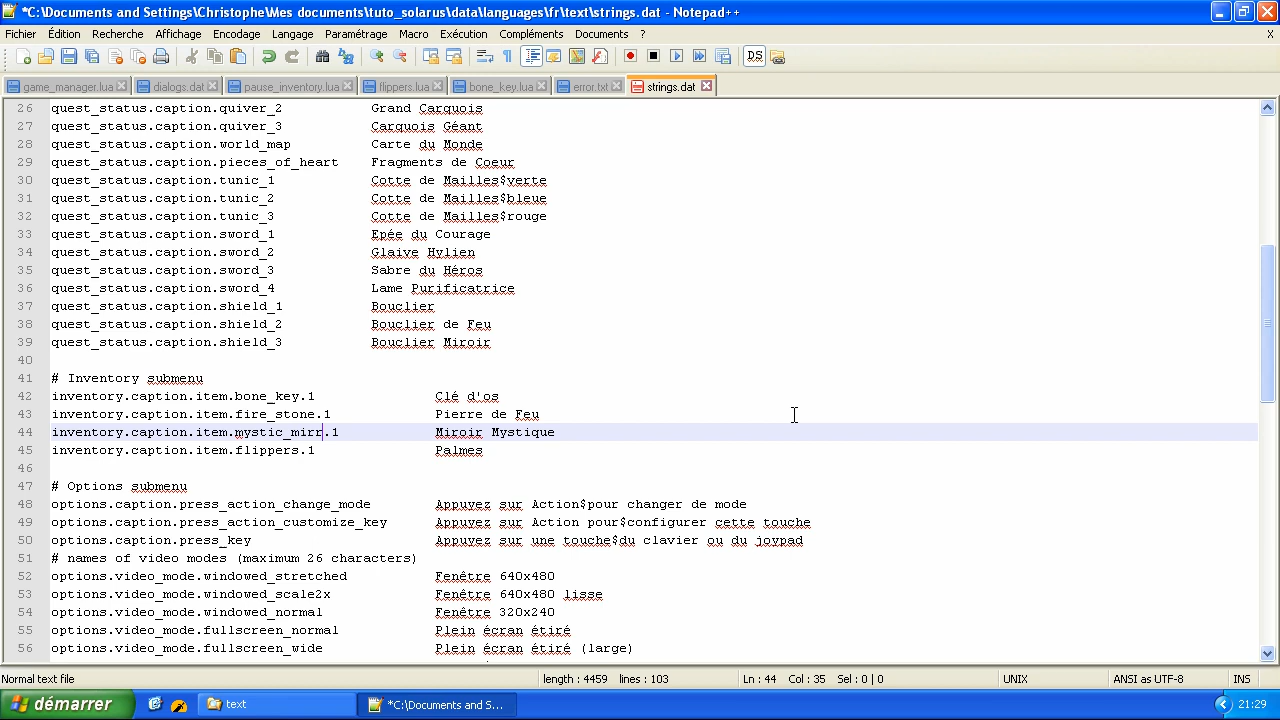 *C:\Documents and Settings\Christophe\Mes documents\tuto_solarus\data\languages\fr\text\strings.dat - Notepad++
Fichier Édition Recherche Affichage Encodage Langage Paramétrage Macro Exécution Compléments Documents ? X
game_manager.lua dialogs.dat pause_inventory.lua flippers.lua bone_key.lua error.txt strings.dat
26 quest_status.caption.quiver_2 Grand Carquois
27 quest_status.caption.quiver_3 Carquois Géant
28 quest_status.caption.world_map Carte du Monde
29 quest_status.caption.pieces_of_heart Fragments de Coeur
30 quest_status.caption.tunic_1 Cotte de Mailles$verte
31 quest_status.caption.tunic_2 Cotte de Mailles$bleue
32 quest_status.caption.tunic_3 Cotte de Mailles$rouge
33 quest_status.caption.sword_1 Epée du Courage
34 quest_status.caption.sword_2 Glaive Hylien
35 quest_status.caption.sword_3 Sabre du Héros
36 quest_status.caption.sword_4 Lame Purificatrice
37 quest_status.caption.shield_1 Bouclier
38 quest_status.caption.shield_2 Bouclier de Feu
39 quest_status.caption.shield_3 Bouclier Miroir
40
41 # Inventory submenu
42 inventory.caption.item.bone_key.1 Clé d'os
43 inventory.caption.item.fire_stone.1 Pierre de Feu
44 inventory.caption.item.mystic_mirr.1 Miroir Mystique
45 inventory.caption.item.flippers.1 Palmes
46
47 # Options submenu
48 options.caption.press_action_change_mode Appuyez sur Action$pour changer de mode
49 options.caption.press_action_customize_key Appuyez sur Action pour$configurer cette touche
50 options.caption.press_key Appuyez sur une touche$du clavier ou du joypad
51 # names of video modes (maximum 26 characters)
52 options.video_mode.windowed_stretched Fenêtre 640x480
53 options.video_mode.windowed_scale2x Fenêtre 640x480 lisse
54 options.video_mode.windowed_normal Fenêtre 320x240
55 options.video_mode.fullscreen_normal Plein écran étiré
56 options.video_mode.fullscreen_wide Plein écran étiré (large)
Normal text file length : 4459 lines : 103 Ln : 44 Col : 35 Sel : 0 | 0 UNIX ANSI as UTF-8 INS
démarrer text *C:\Documents and S... 21:29